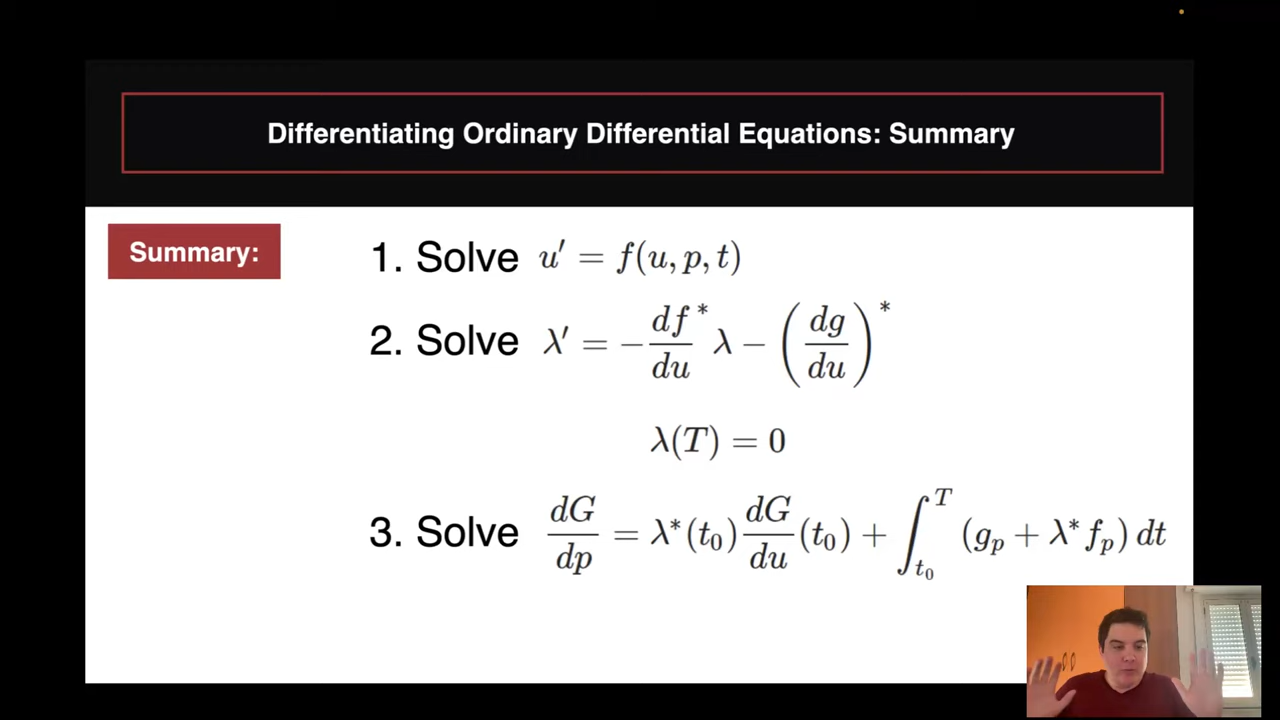 Differentiating Ordinary Differential Equations: Summary
Summary:
1. Solve u′ = f(u, p, t)
2. Solve λ′ = −df/du* λ − (dg/du)*
λ(T) = 0
3. Solve dG/dp = λ*(t₀) dG/du (t₀) + ∫_{t₀}^{T} (g_p + λ* f_p) dt